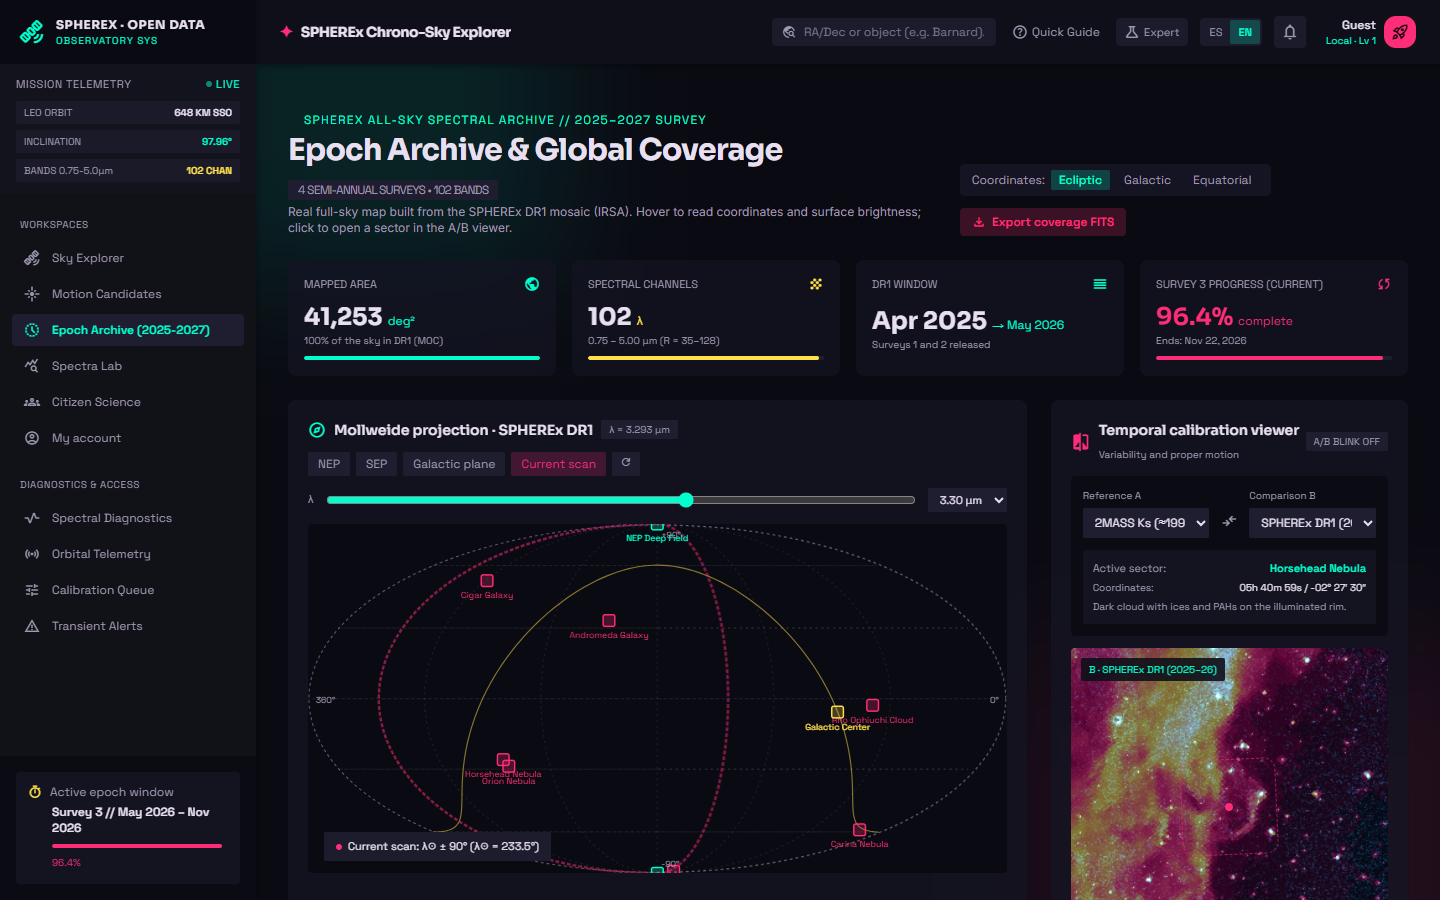 SPHEREX · OPEN DATA
OBSERVATORY SYS
MISSION TELEMETRY
LIVE
LEO ORBIT
648 KM SSO
INCLINATION
97.96°
BANDS 0.75-5.0µm
102 CHAN
WORKSPACES
Sky Explorer
Motion Candidates
Epoch Archive (2025-2027)
Spectra Lab
Citizen Science
My account
DIAGNOSTICS & ACCESS
Spectral Diagnostics
Orbital Telemetry
Calibration Queue
Transient Alerts
Active epoch window
Survey 3 // May 2026 – Nov
2026
96.4%
SPHEREx Chrono-Sky Explorer
RA/Dec or object (e.g. Barnard).
Quick Guide
Expert
ES
EN
Guest
Local · Lv 1
SPHEREX ALL-SKY SPECTRAL ARCHIVE // 2025–2027 SURVEY
Epoch Archive & Global Coverage
4 SEMI-ANNUAL SURVEYS • 102 BANDS
Real full-sky map built from the SPHEREx DR1 mosaic (IRSA). Hover to read coordinates and surface brightness;
click to open a sector in the A/B viewer.
Coordinates:
Ecliptic
Galactic
Equatorial
Export coverage FITS
MAPPED AREA
41,253 deg²
100% of the sky in DR1 (MOC)
SPECTRAL CHANNELS
102 λ
0.75 – 5.00 µm (R = 35–128)
DR1 WINDOW
Apr 2025 → May 2026
Surveys 1 and 2 released
SURVEY 3 PROGRESS (CURRENT)
96.4% complete
Ends: Nov 22, 2026
Mollweide projection · SPHEREx DR1
λ = 3.293 µm
NEP
SEP
Galactic plane
Current scan
λ
3.30 µm
NEP Deep Field
Cigar Galaxy
Andromeda Galaxy
360°
0°
Ophiuchi Cloud
Galactic Center
Horsehead Nebula
Orion Nebula
Carina Nebula
-90°
Current scan: λ⊙ ± 90° (λ⊙ = 233.5°)
Temporal calibration viewer
Variability and proper motion
A/B BLINK OFF
Reference A
Comparison B
2MASS Ks (≈199
SPHEREx DR1 (20
Active sector:
Horsehead Nebula
Coordinates:
05h 40m 59s / -02° 27' 30"
Dark cloud with ices and PAHs on the illuminated rim.
B · SPHEREx DR1 (2025–26)